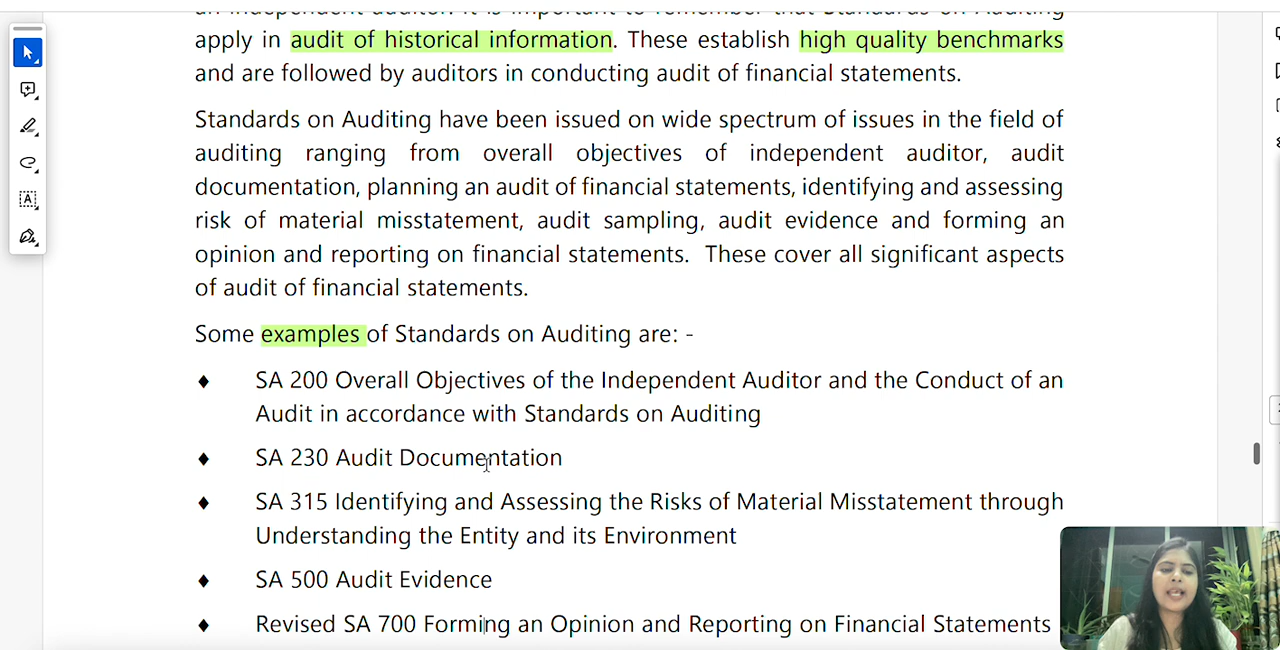 apply in audit of historical information. These establish high quality benchmarks
and are followed by auditors in conducting audit of financial statements.
Standards on Auditing have been issued on wide spectrum of issues in the field of
auditing ranging from overall objectives of independent auditor, audit
documentation, planning an audit of financial statements, identifying and assessing
risk of material misstatement, audit sampling, audit evidence and forming an
opinion and reporting on financial statements. These cover all significant aspects
of audit of financial statements.
Some examples of Standards on Auditing are: -
♦ SA 200 Overall Objectives of the Independent Auditor and the Conduct of an
Audit in accordance with Standards on Auditing
♦ SA 230 Audit Documentation
♦ SA 315 Identifying and Assessing the Risks of Material Misstatement through
Understanding the Entity and its Environment
♦ SA 500 Audit Evidence
♦ Revised SA 700 Forming an Opinion and Reporting on Financial Statements